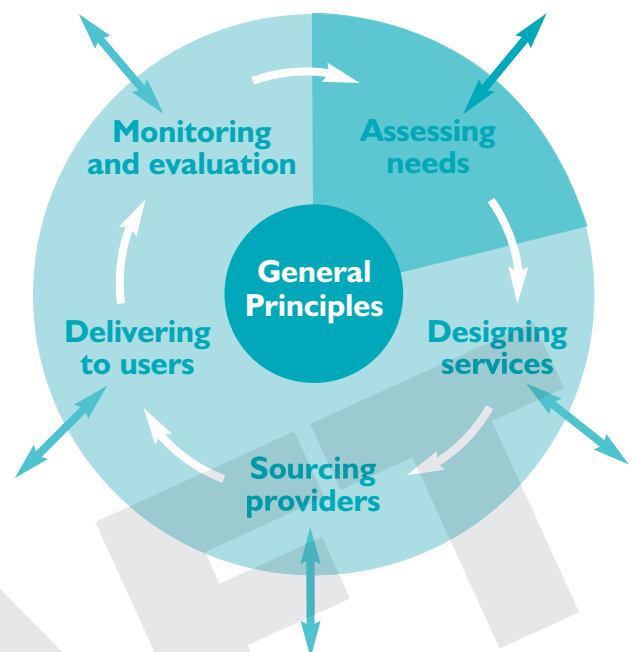 Monitoring
and evaluation
Assessing
needs
General
Principles
Delivering
to users
Designing
services
Sourcing
providers